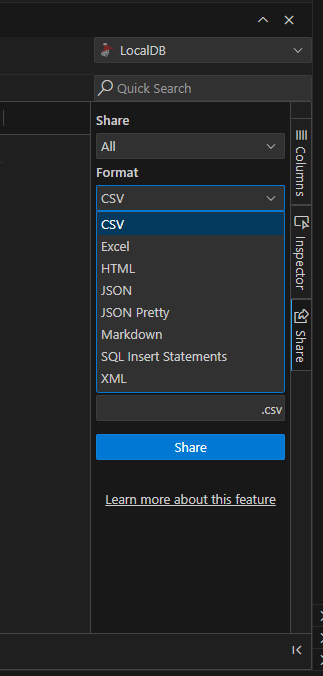 LocalDB
Quick Search
Share
All
Format
CSV
CSV
Excel
HTML
JSON
JSON Pretty
Markdown
SQL Insert Statements
XML
.csv
Share
Learn more about this feature
Columns
Inspector
Share